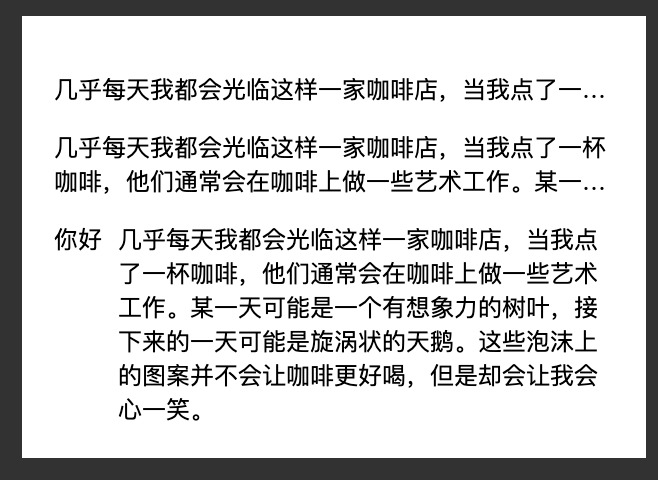 几乎每天我都会光临这样一家咖啡店，当我点了一…
几乎每天我都会光临这样一家咖啡店，当我点了一杯
咖啡，他们通常会在咖啡上做一些艺术工作。某一…
你好 几乎每天我都会光临这样一家咖啡店，当我点
了一杯咖啡，他们通常会在咖啡上做一些艺术
工作。某一天可能是一个有想象力的树叶，接
下来的一天可能是旋涡状的天鹅。这些泡沫上
的图案并不会让咖啡更好喝，但是却会让我会
心一笑。